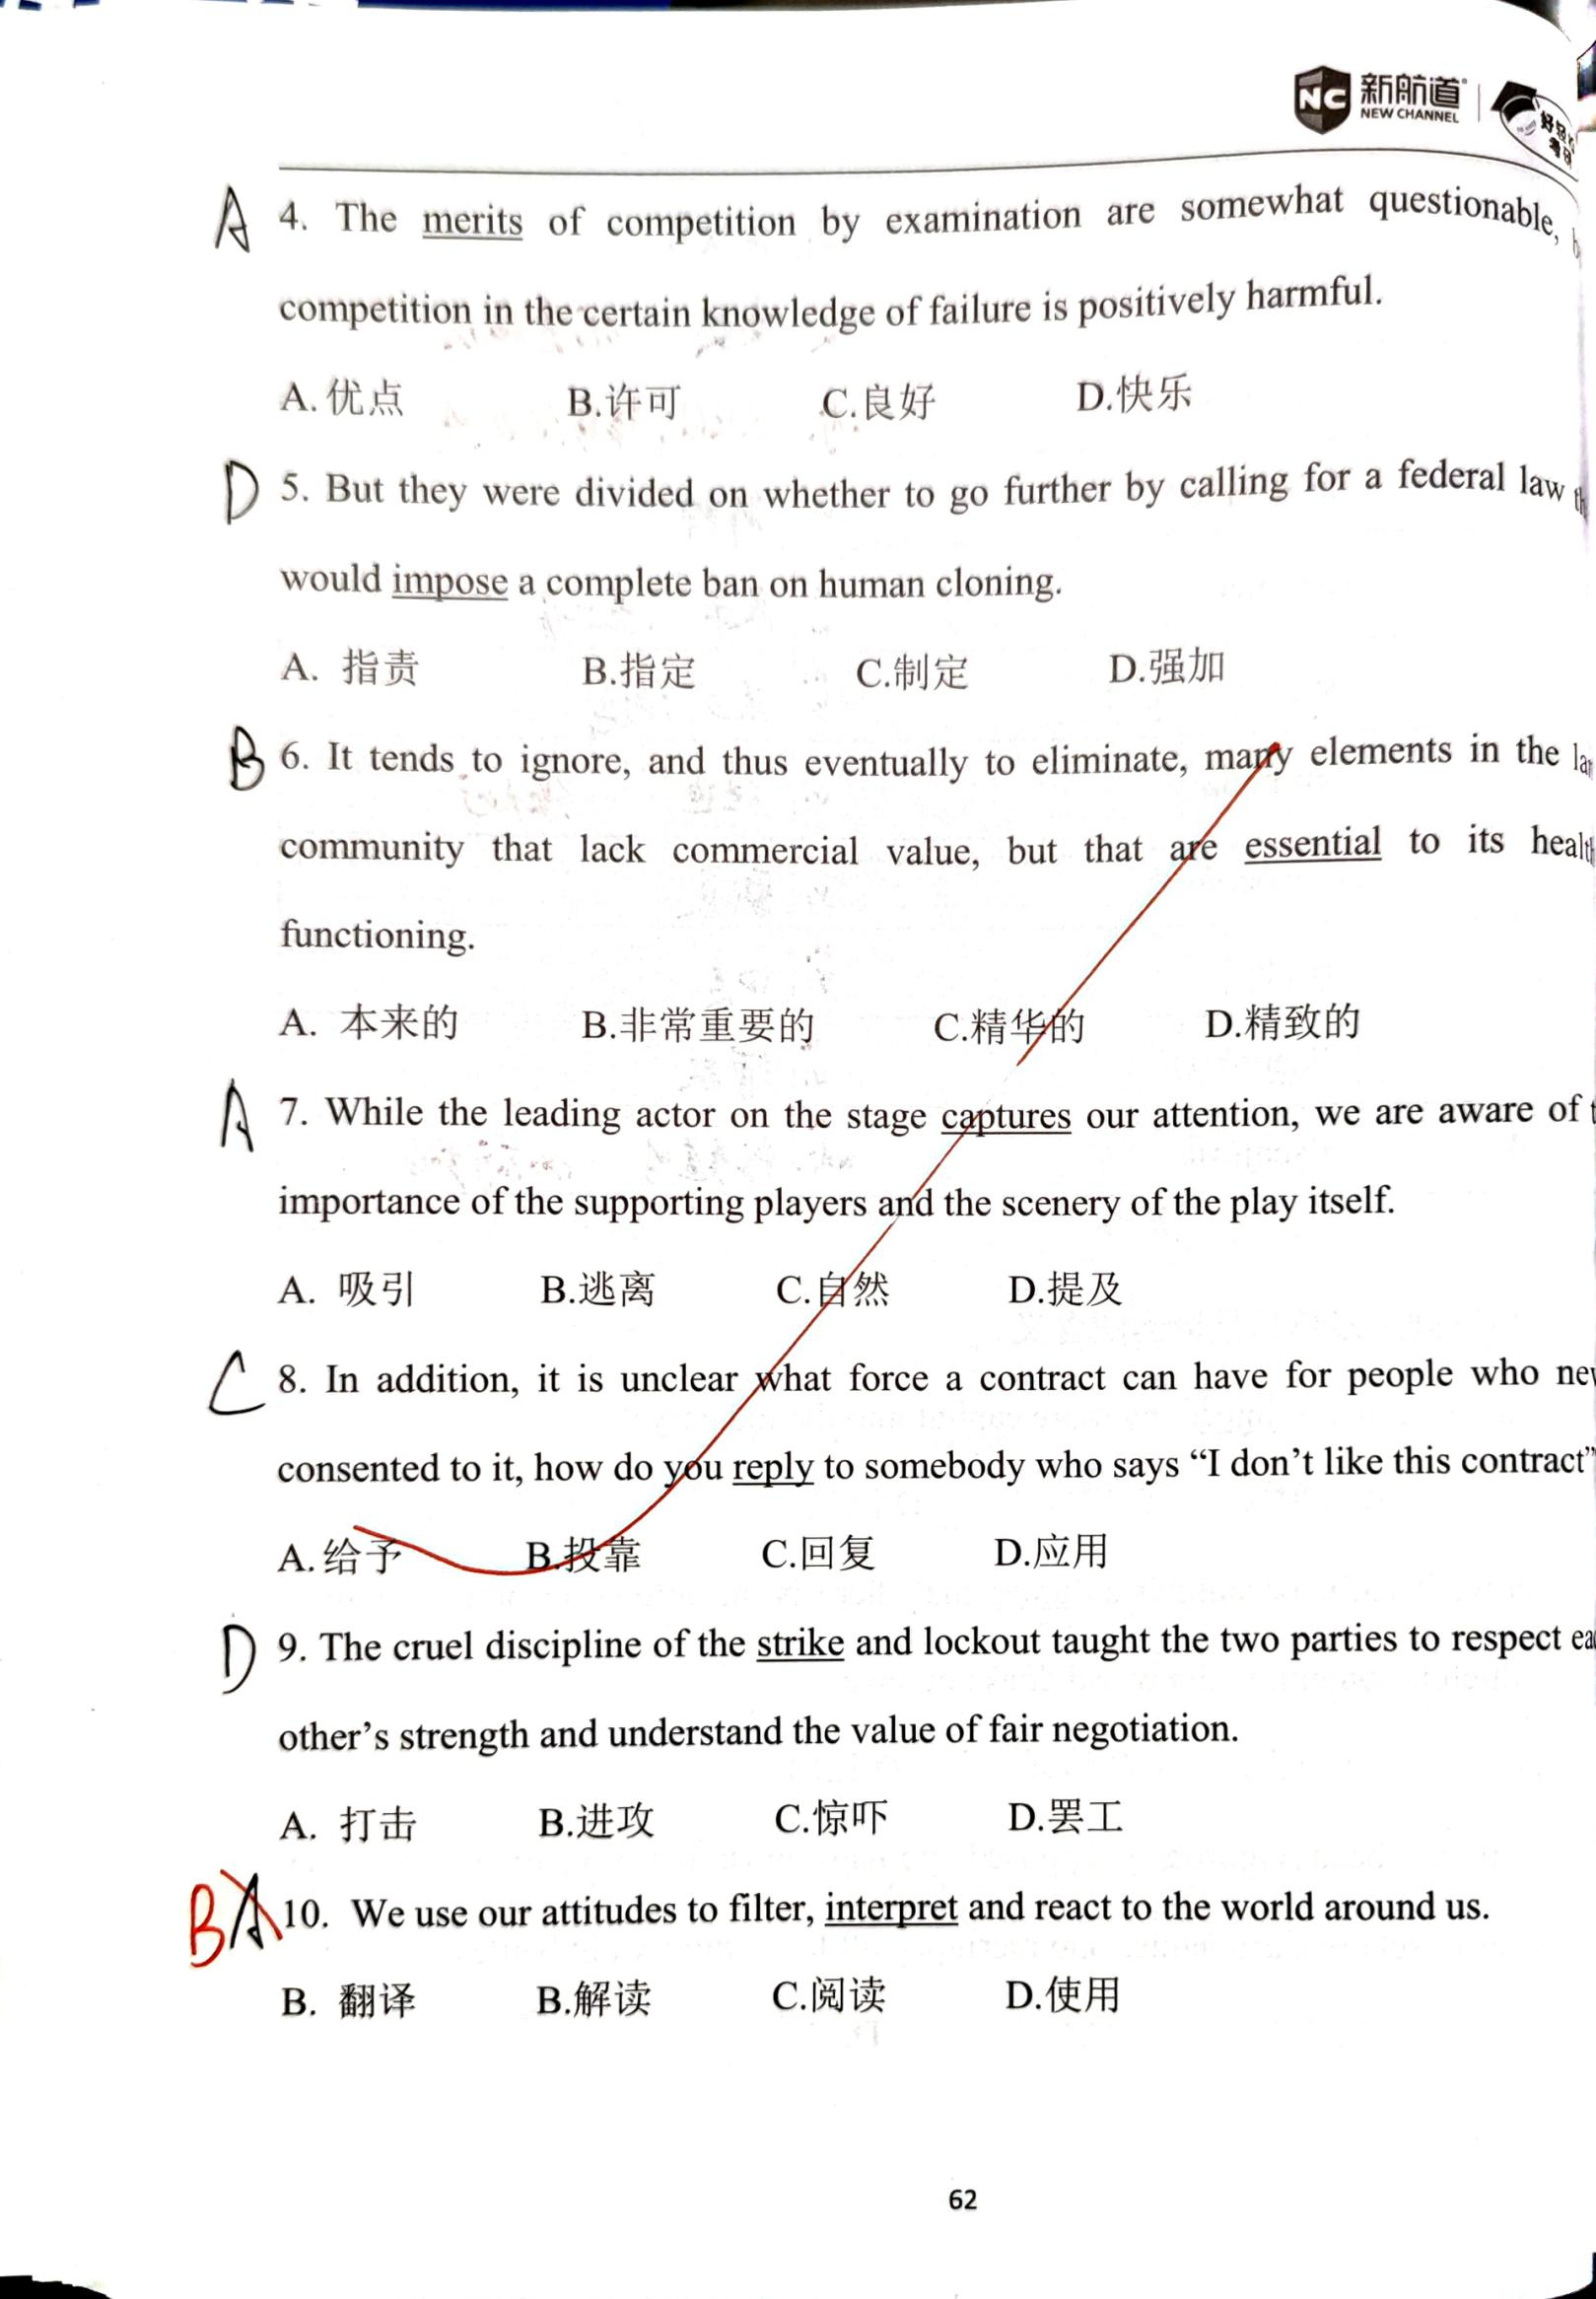 NC 新航道
NEW CHANNEL
A 4. The merits of competition by examination are somewhat questionable,
competition in the certain knowledge of failure is positively harmful.
A. 优点 B.许可 C.良好 D.快乐
D 5. But they were divided on whether to go further by calling for a federal law
would impose a complete ban on human cloning.
A. 指责 B.指定 C.制定 D.强加
B 6. It tends to ignore, and thus eventually to eliminate, many elements in the
community that lack commercial value, but that are essential to its
functioning.
A. 本来的 B.非常重要的 C.精华的 D.精致的
A 7. While the leading actor on the stage captures our attention, we are aware of
importance of the supporting players and the scenery of the play itself.
A. 吸引 B.逃离 C.自然 D.提及
C 8. In addition, it is unclear what force a contract can have for people who
consented to it, how do you reply to somebody who says “I don’t like this contract”
A. 给予 B.投靠 C.回复 D.应用
D 9. The cruel discipline of the strike and lockout taught the two parties to respect
other’s strength and understand the value of fair negotiation.
A. 打击 B.进攻 C.惊吓 D.罢工
B A 10. We use our attitudes to filter, interpret and react to the world around us.
B. 翻译 B.解读 C.阅读 D.使用
62